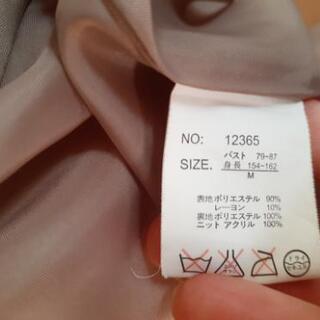 NO: 12365
バスト 79-87
SIZE. 身長 154-162
M
表地ポリエステル 90%
レーヨン 10%
裏地ポリエステル 100%
ニット アクリル 100%